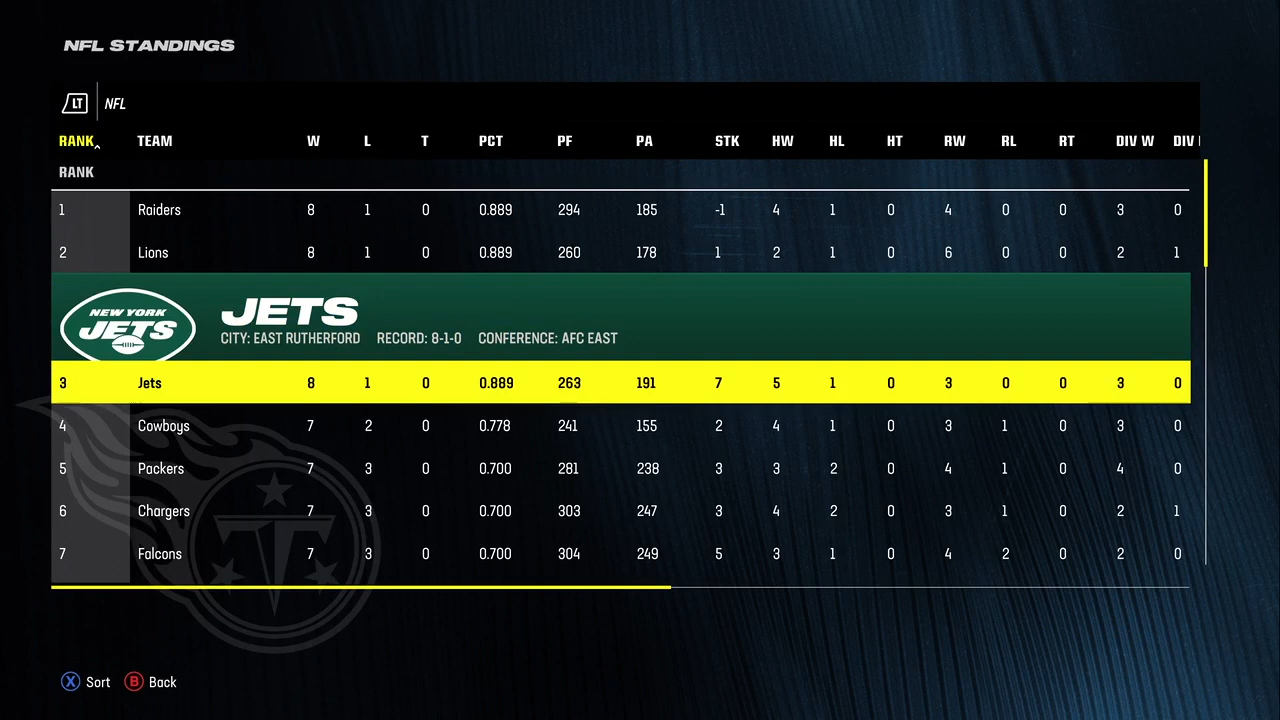 NFL STANDINGS
LT NFL
RANK TEAM W L T PCT PF PA STK HW HL HT RW RL RT DIV W DIV
RANK
1 Raiders 8 1 0 0.889 294 185 -1 4 1 0 4 0 0 3 0
2 Lions 8 1 0 0.889 260 178 1 2 1 0 6 0 0 2 1
NEW YORK
JETS
JETS
CITY: EAST RUTHERFORD RECORD: 8-1-0 CONFERENCE: AFC EAST
3 Jets 8 1 0 0.889 263 191 7 5 1 0 3 0 0 3 0
4 Cowboys 7 2 0 0.778 241 155 2 4 1 0 3 1 0 3 0
5 Packers 7 3 0 0.700 281 238 3 3 2 0 4 1 0 4 0
6 Chargers 7 3 0 0.700 303 247 3 4 2 0 3 1 0 2 1
7 Falcons 7 3 0 0.700 304 249 5 3 1 0 4 2 0 2 0
X Sort B Back